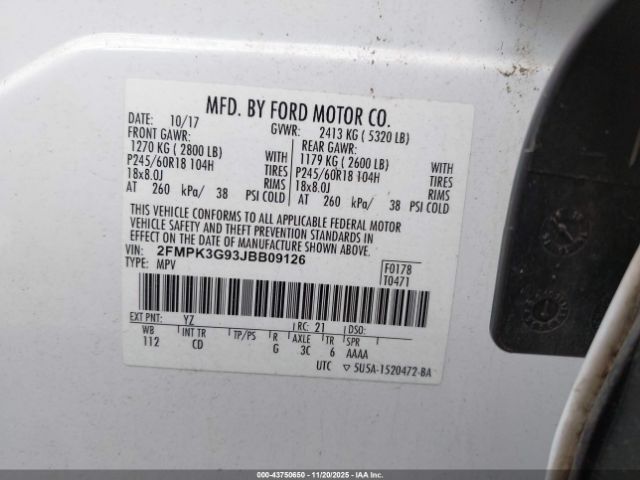 MFD. BY FORD MOTOR CO.
DATE: 10/17 GVWR: 2413 KG ( 5320 LB)
FRONT GAWR: REAR GAWR:
1270 KG ( 2800 LB) 1179 KG ( 2600 LB)
P245/60R18 104H WITH TIRES P245/60R18 104H WITH TIRES
18x8.0J RIMS 18x8.0J RIMS
AT 260 kPa/ 38 PSI COLD AT 260 kPa/ 38 PSI COLD
THIS VEHICLE CONFORMS TO ALL APPLICABLE FEDERAL MOTOR
VEHICLE SAFETY AND THEFT PREVENTION STANDARDS IN EFFECT
ON THE DATE OF MANUFACTURE SHOWN ABOVE.
VIN: 2FMPK3G93JBB09126
TYPE: MPV
F0178
T0471
EXT PNT: YZ RC: 21 DSO:
WB INT TR TP/PS R AXLE TR SPR
112 CD G 3C 6 AAAA
UTC ▽ 5U5A-1520472-BA
000-43750650 - 11/20/2025 - IAAI.com